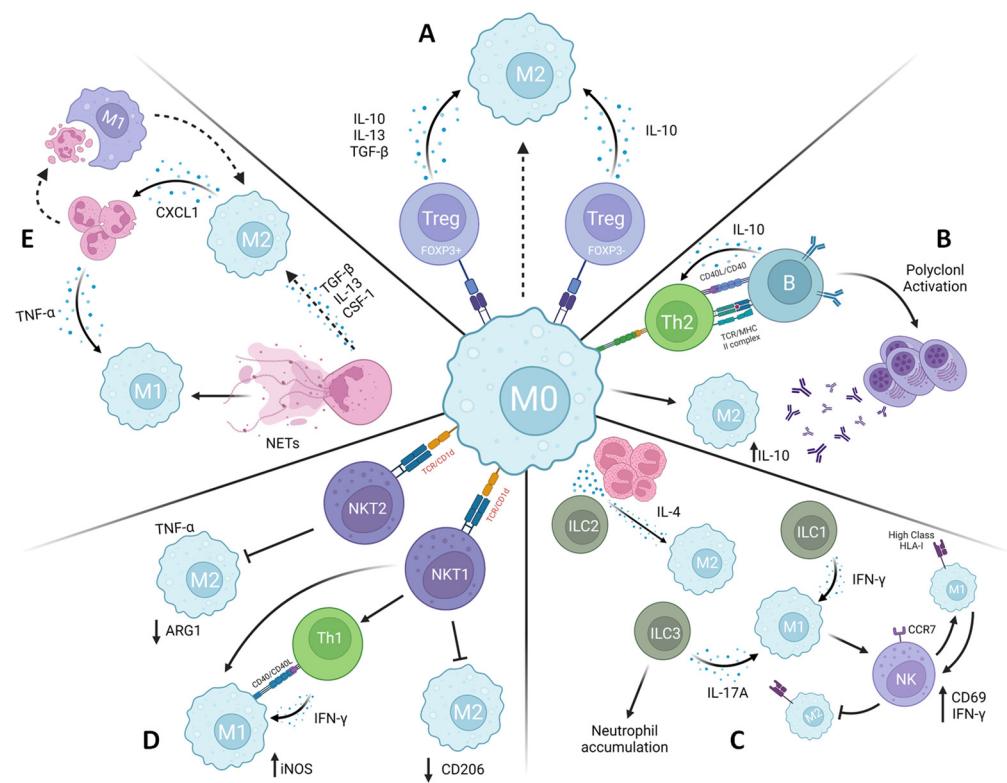 A
M2
IL-10
IL-13
TGF-β
IL-10
Treg
FOXP3+
Treg
FOXP3-
M0
B
IL-10
CD40L/CD40
B
Th2
TCR/MHC
II complex
Polyclonl
Activation
M2
IL-10
C
ILC2
IL-4
M2
ILC1
IFN-γ
High Class
HLA-I
M1
M1
CCR7
NK
CD69
IFN-γ
ILC3
IL-17A
M2
Neutrophil
accumulation
D
NKT2
TCR/CD1d
TCR/CD1d
NKT1
TNF-α
M2
ARG1
Th1
CD40/CD40L
IFN-γ
M1
iNOS
M2
CD206
E
M1
CXCL1
M2
TGF-β
IL-13
CSF-1
TNF-α
M1
NETs